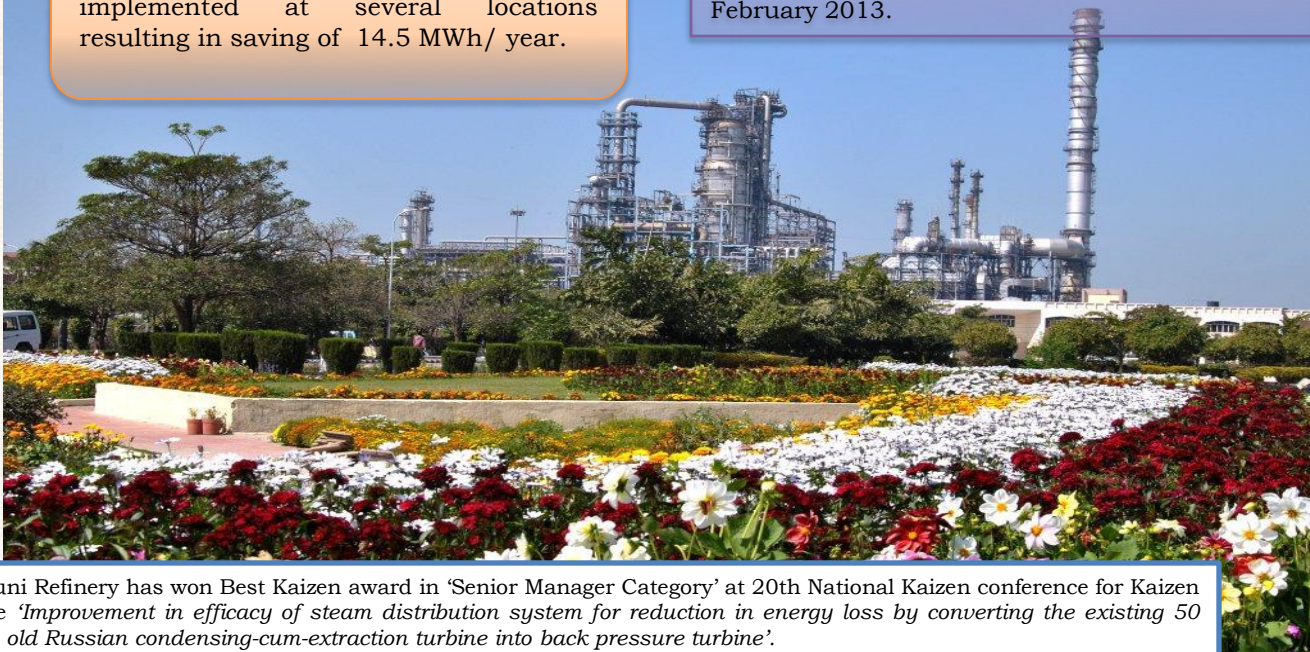 implemented at several locations
resulting in saving of 14.5 MWh/ year.
February 2013.
uni Refinery has won Best Kaizen award in ‘Senior Manager Category’ at 20th National Kaizen conference for Kaizen
e ‘Improvement in efficacy of steam distribution system for reduction in energy loss by converting the existing 50
old Russian condensing-cum-extraction turbine into back pressure turbine’.